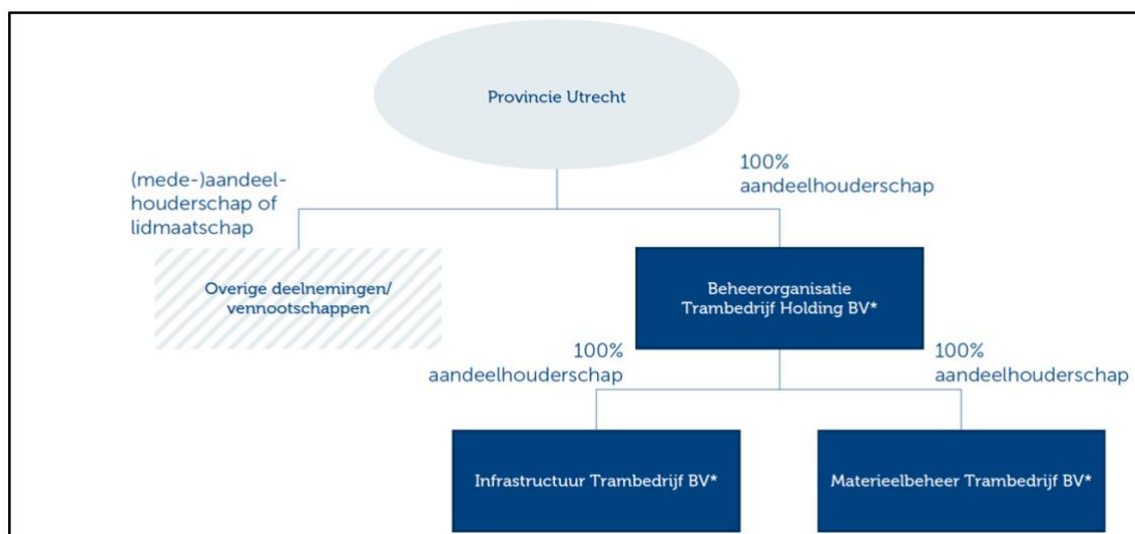 Provincie Utrecht
(mede-)aandeel-
houderschap of
lidmaatschap
100%
aandeelhouderschap
Overige deelnemingen/
vennootschappen
Beheerorganisatie
Trambedrijf Holding BV*
100%
aandeelhouderschap
100%
aandeelhouderschap
Infrastructuur Trambedrijf BV*
Materieelbeheer Trambedrijf BV*